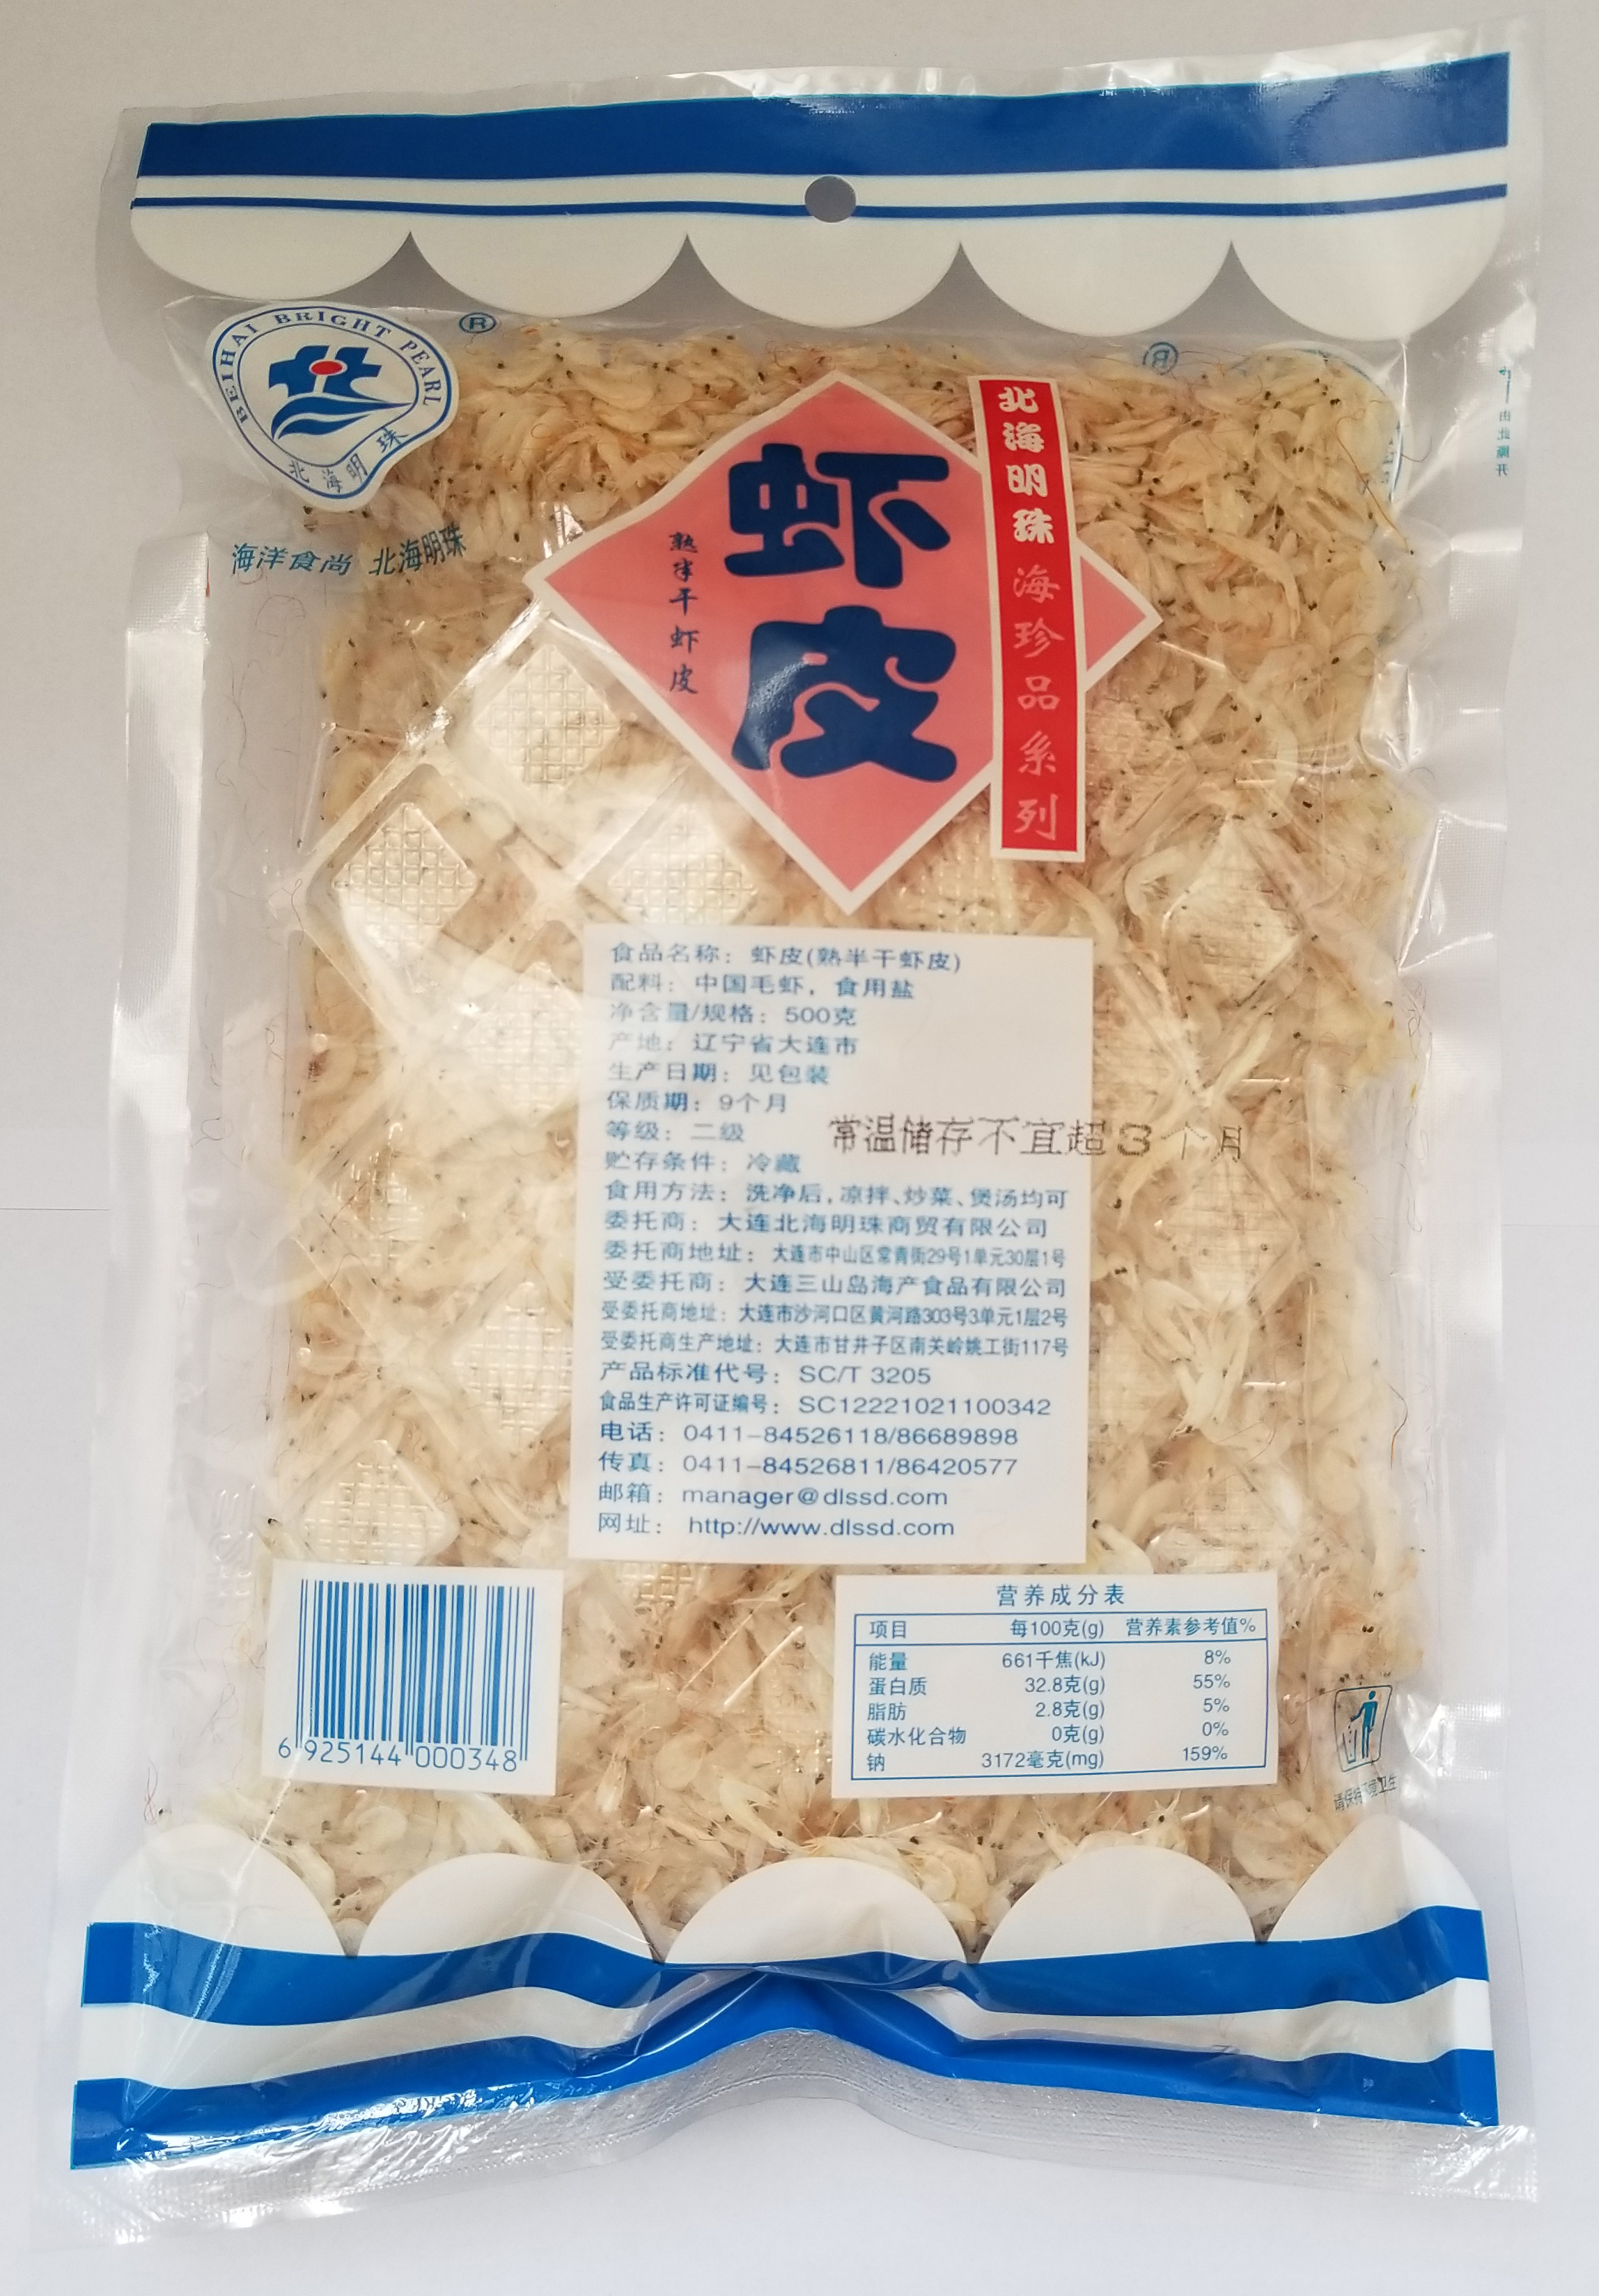 BEIHAI BRIGHT PEARL
北海明珠
®
®
海洋食尚 北海明珠
由此撕开
北海明珠 海珍品系列
虾皮
熟半干虾皮
食品名称：虾皮(熟半干虾皮)
配料：中国毛虾，食用盐
净含量/规格：500克
产地：辽宁省大连市
生产日期：见包装
保质期：9个月
等级：二级
常温储存不宜超3个月
贮存条件：冷藏
食用方法：洗净后，凉拌、炒菜、煲汤均可
委托商：大连北海明珠商贸有限公司
委托商地址：大连市中山区常青街29号1单元30层1号
受委托商：大连三山岛海产食品有限公司
受委托商地址：大连市沙河口区黄河路303号3单元1层2号
受委托商生产地址：大连市甘井子区南关岭姚工街117号
产品标准代号：SC/T 3205
食品生产许可证编号：SC12221021100342
电话：0411-84526118/86689898
传真：0411-84526811/86420577
邮箱：manager@dlssd.com
网址：http://www.dlssd.com
6 925144 000348
营养成分表
项目 每100克(g) 营养素参考值%
能量 661千焦(kJ) 8%
蛋白质 32.8克(g) 55%
脂肪 2.8克(g) 5%
碳水化合物 0克(g) 0%
钠 3172毫克(mg) 159%
请保持环境卫生